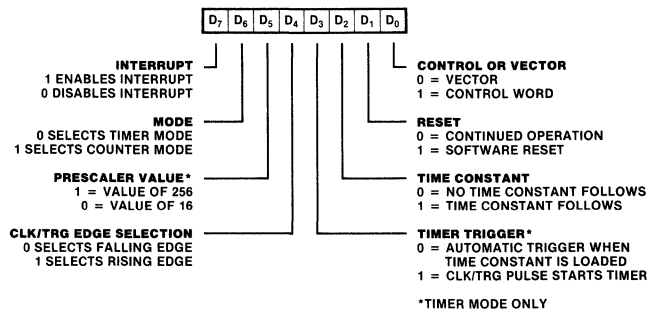 D7 D6 D5 D4 D3 D2 D1 D0
INTERRUPT
1 ENABLES INTERRUPT
0 DISABLES INTERRUPT
MODE
0 SELECTS TIMER MODE
1 SELECTS COUNTER MODE
PRESCALER VALUE*
1 = VALUE OF 256
0 = VALUE OF 16
CLK/TRG EDGE SELECTION
0 SELECTS FALLING EDGE
1 SELECTS RISING EDGE
CONTROL OR VECTOR
0 = VECTOR
1 = CONTROL WORD
RESET
0 = CONTINUED OPERATION
1 = SOFTWARE RESET
TIME CONSTANT
0 = NO TIME CONSTANT FOLLOWS
1 = TIME CONSTANT FOLLOWS
TIMER TRIGGER*
0 = AUTOMATIC TRIGGER WHEN
TIME CONSTANT IS LOADED
1 = CLK/TRG PULSE STARTS TIMER
*TIMER MODE ONLY